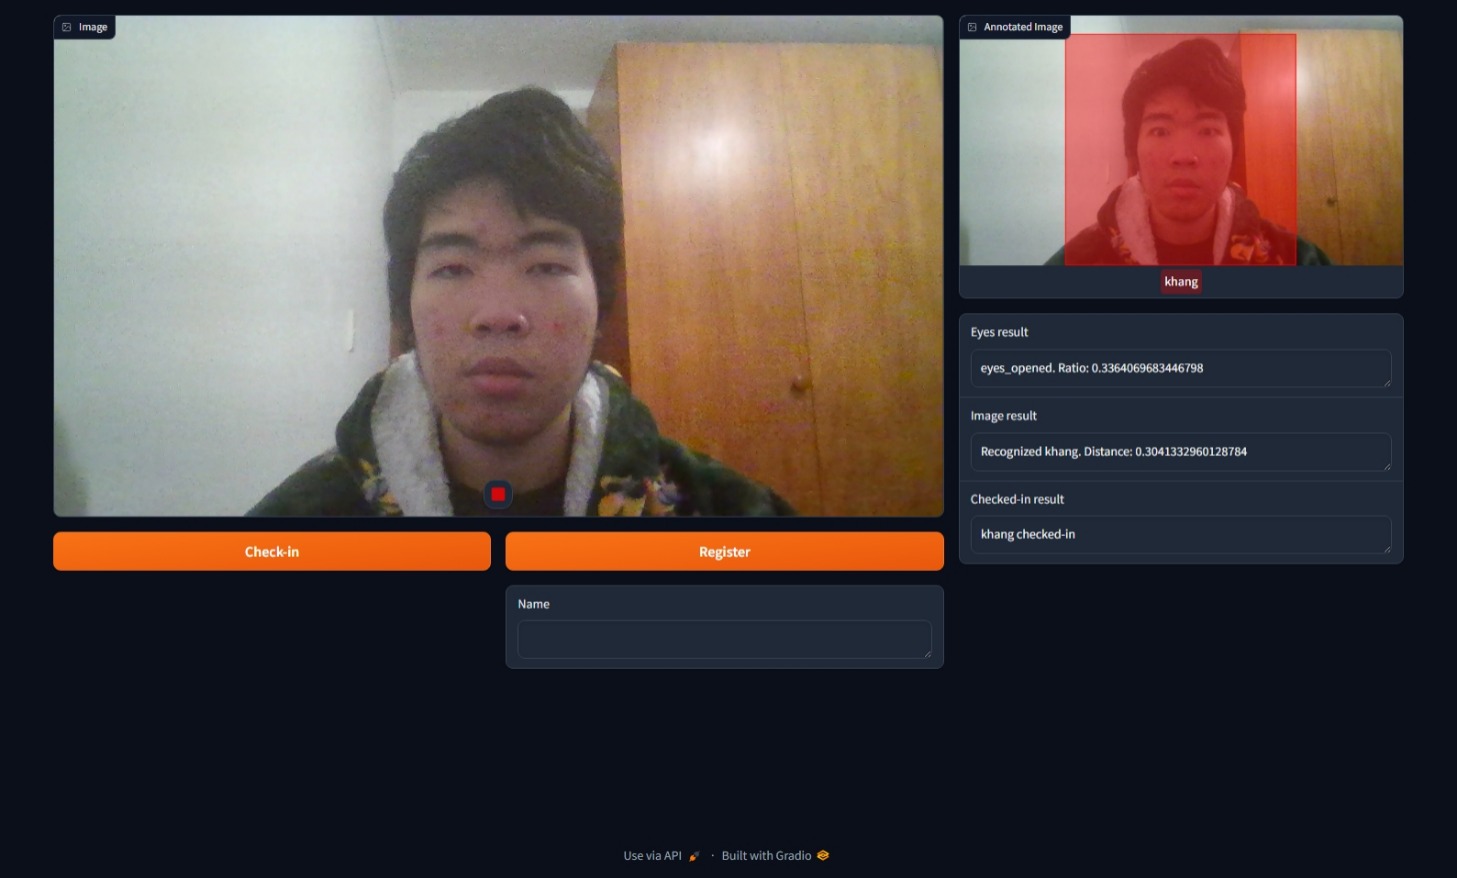 Image
Annotated Image
khang
Eyes result
eyes_opened. Ratio: 0.3364069683446798
Image result
Recognized khang. Distance: 0.3041332960128784
Checked-in result
khang checked-in
Check-in
Register
Name
Use via API · Built with Gradio